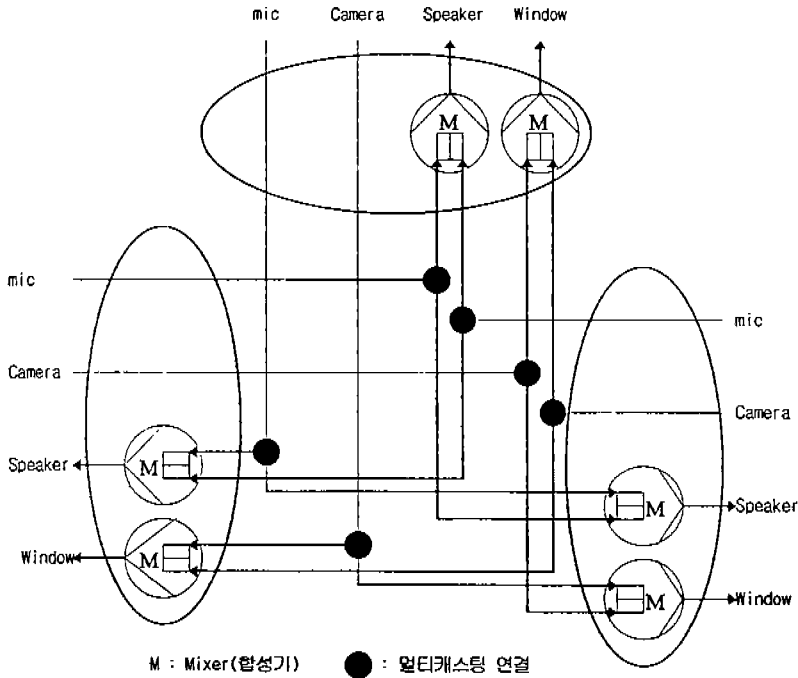 mic Camera Speaker Window
M M
mic
mic
Camera
Camera
Speaker M
M Speaker
Window M
M Window
M : Mixer(합성기) : 멀티캐스팅 연결